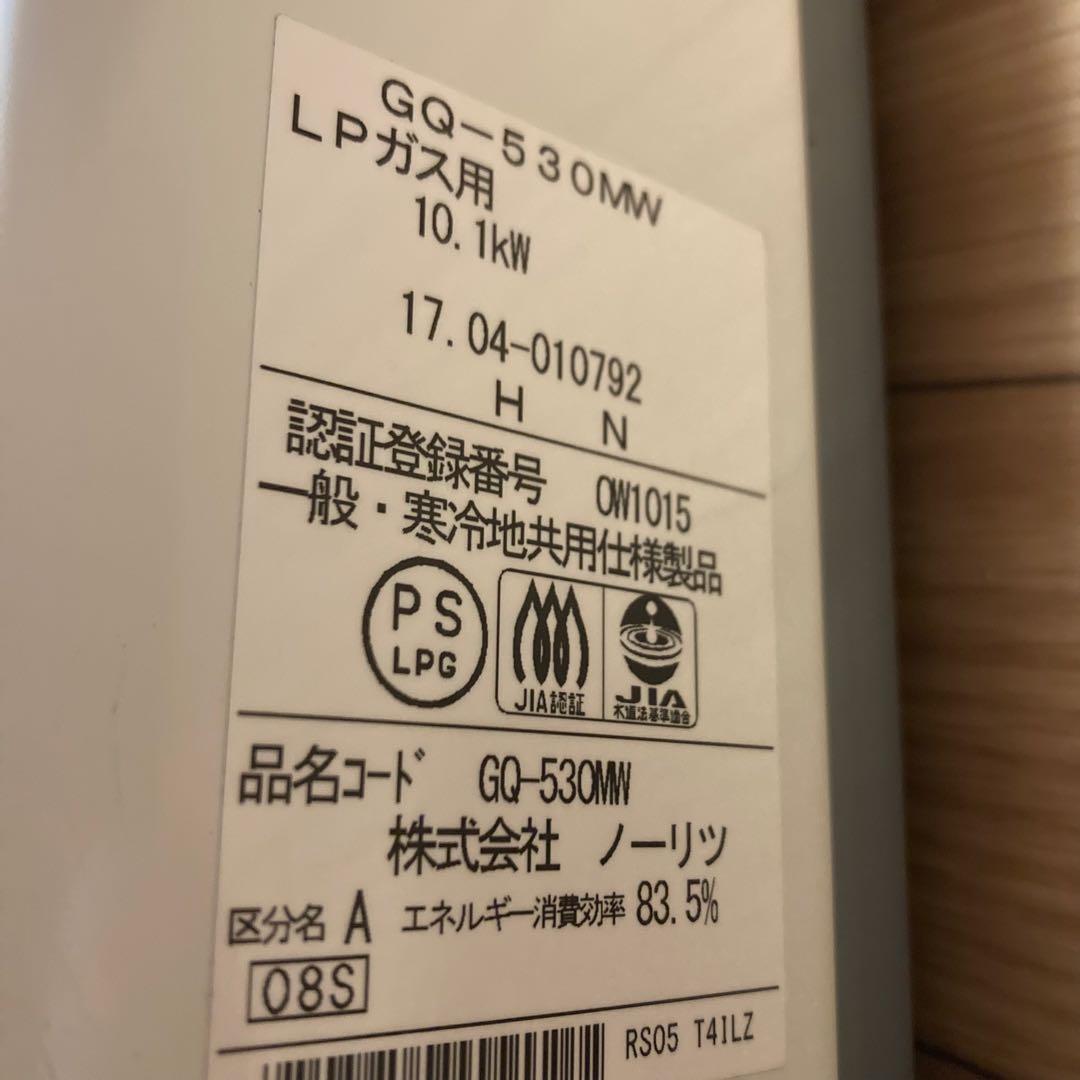 GQ-530MW
LPガス用
10.1kW
17.04-010792
H N
認証登録番号 OW1015
一般・寒冷地共用仕様製品
PS
LPG
JIA認証
JIA
水道法基準適合
品名コード GQ-530MW
株式会社 ノーリツ
区分名 A エネルギー消費効率 83.5%
08S
RS05 T4ILZ